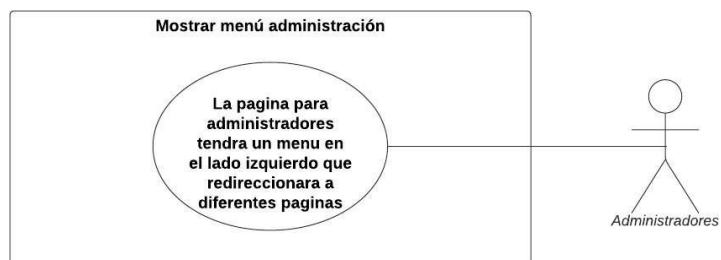 Mostrar menú administración
La pagina para
administradores
tendra un menu en
el lado izquierdo que
redireccionara a
diferentes paginas
Administradores